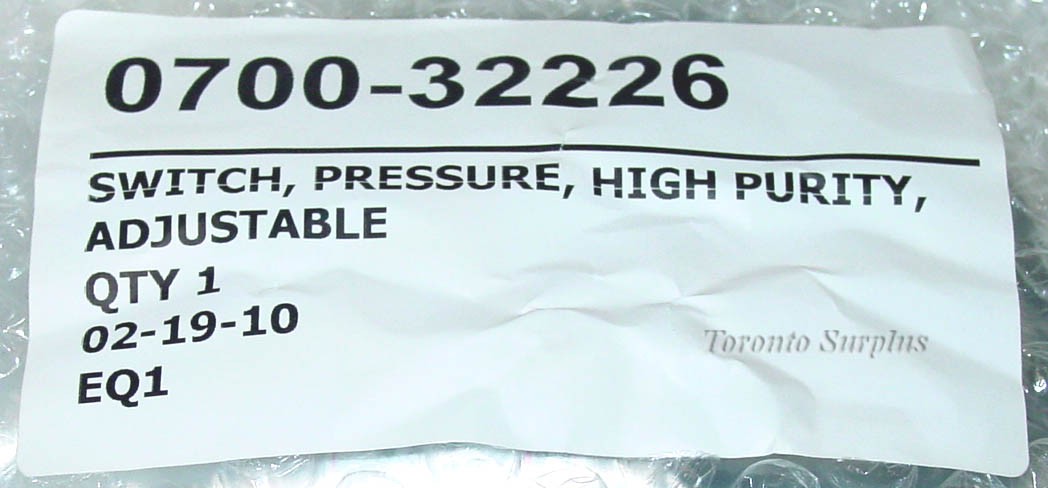 0700-32226
SWITCH, PRESSURE, HIGH PURITY,
ADJUSTABLE
QTY 1
02-19-10
EQ1
Toronto Surplus